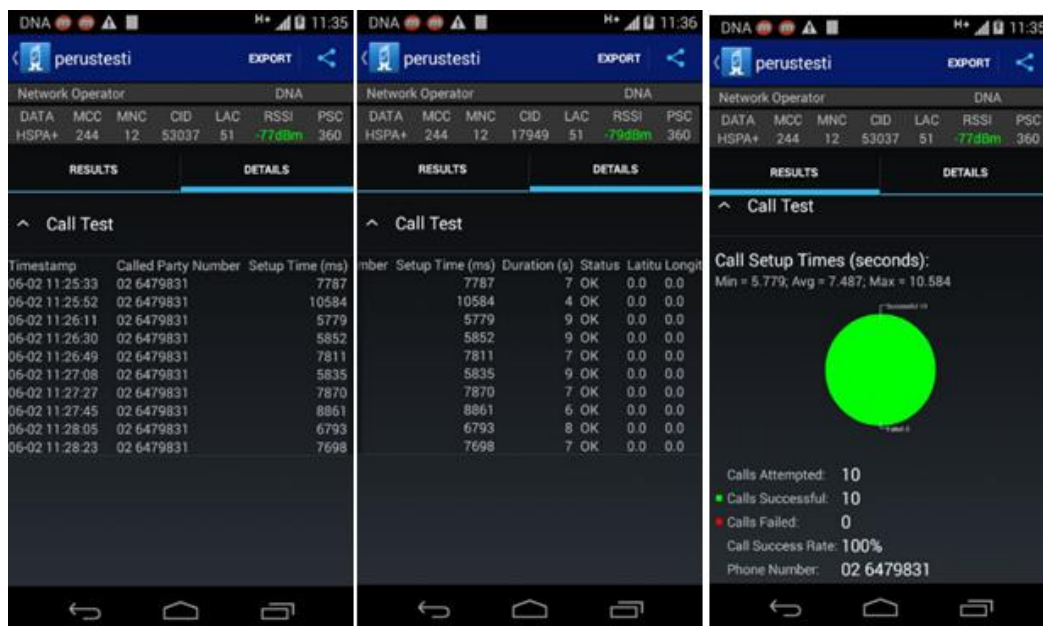 DNA H+ 11:35
perustesti EXPORT
Network Operator DNA
DATA MCC MNC CID LAC RSSI PSC
HSPA+ 244 12 53037 51 -77dBm 360
RESULTS DETAILS
Call Test
Timestamp Called Party Number Setup Time (ms)
06-02 11:25:33 02 6479831 7787
06-02 11:25:52 02 6479831 10584
06-02 11:26:11 02 6479831 5779
06-02 11:26:30 02 6479831 5852
06-02 11:26:49 02 6479831 7811
06-02 11:27:08 02 6479831 5835
06-02 11:27:27 02 6479831 7870
06-02 11:27:45 02 6479831 8861
06-02 11:28:05 02 6479831 6793
06-02 11:28:23 02 6479831 7698
DNA H+ 11:36
perustesti EXPORT
Network Operator DNA
DATA MCC MNC CID LAC RSSI PSC
HSPA+ 244 12 17949 51 -79dBm 360
RESULTS DETAILS
Call Test
mber Setup Time (ms) Duration (s) Status Latitu Longit
7787 7 OK 0.0 0.0
10584 4 OK 0.0 0.0
5779 9 OK 0.0 0.0
5852 9 OK 0.0 0.0
7811 7 OK 0.0 0.0
5835 9 OK 0.0 0.0
7870 7 OK 0.0 0.0
8861 6 OK 0.0 0.0
6793 8 OK 0.0 0.0
7698 7 OK 0.0 0.0
DNA H+ 11:35
perustesti EXPORT
Network Operator DNA
DATA MCC MNC CID LAC RSSI PSC
HSPA+ 244 12 53037 51 -77dBm 360
RESULTS DETAILS
Call Test
Call Setup Times (seconds):
Min = 5.779; Avg = 7.487; Max = 10.584
Calls Attempted: 10
Calls Successful: 10
Calls Failed: 0
Call Success Rate: 100%
Phone Number: 02 6479831